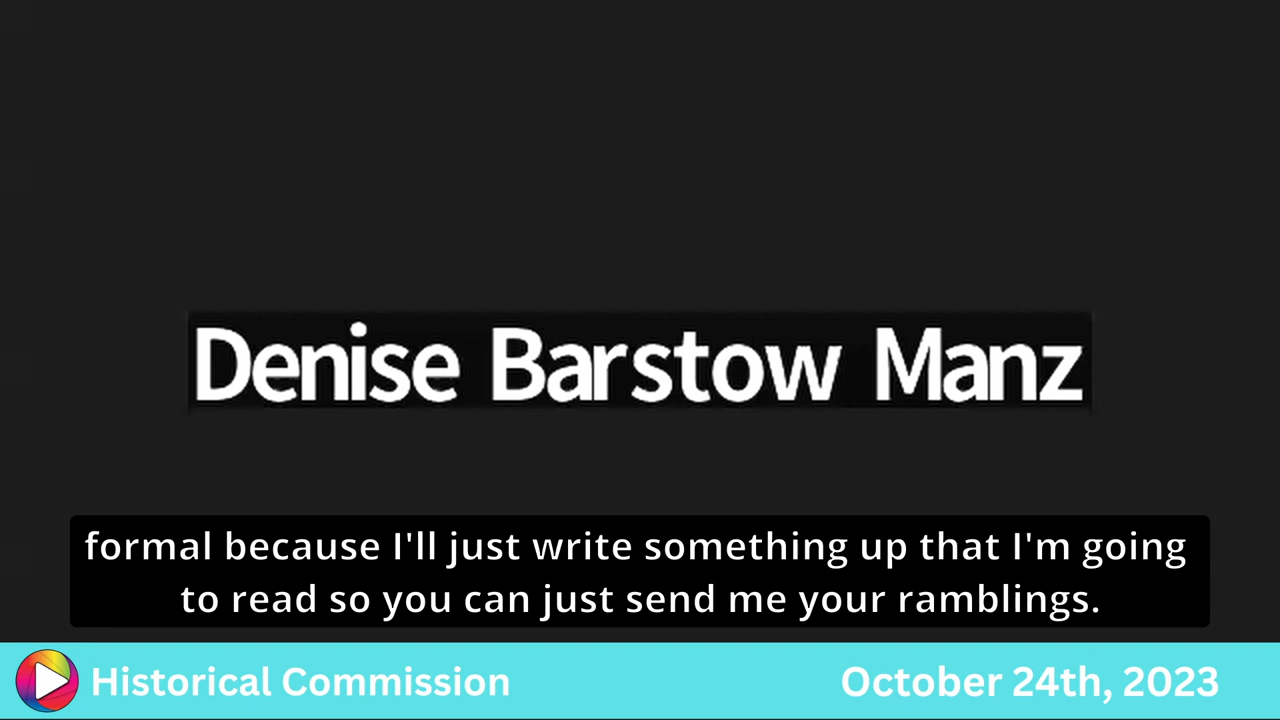 Denise Barstow Manz
formal because I'll just write something up that I'm going
to read so you can just send me your ramblings.
Historical Commission
October 24th, 2023